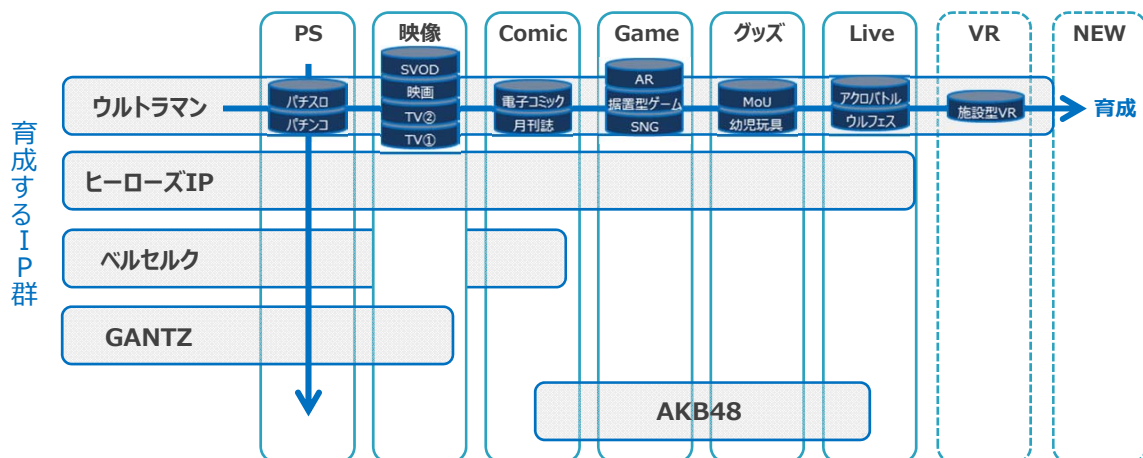 PS
映像
Comic
Game
グッズ
Live
VR
NEW
育成するIP群
ウルトラマン
パチスロ
パチンコ
SVOD
映画
TV②
TV①
電子コミック
月刊誌
AR
据置型ゲーム
SNG
MoU
幼児玩具
アクロバトル
ウルフェス
施設型VR
育成
ヒーローズIP
ベルセルク
GANTZ
AKB48